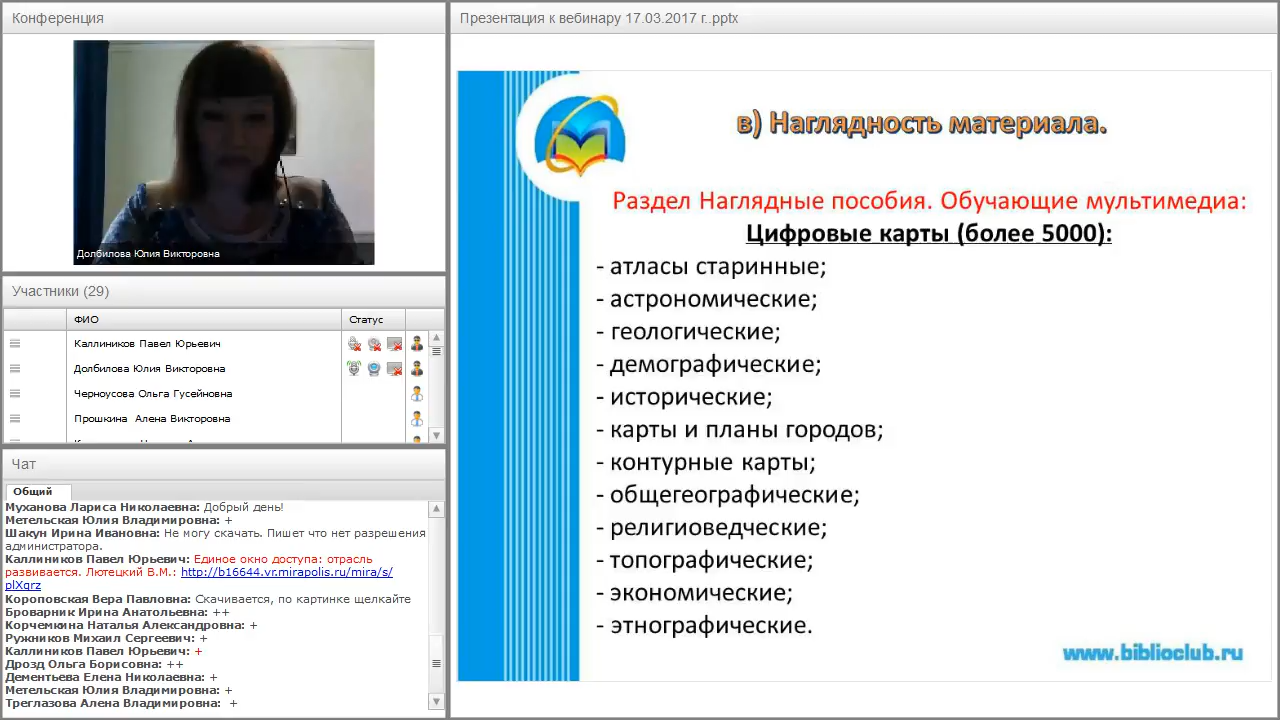 Конференция
Долбилова Юлия Викторовна
Участники (29)
ФИО Статус
Каллиников Павел Юрьевич
Долбилова Юлия Викторовна
Черноусова Ольга Гусейновна
Прошкина Алена Викторовна
Чат
Общий
Муханова Лариса Николаевна: Добрый день!
Метельская Юлия Владимировна: +
Шакун Ирина Ивановна: Не могу скачать. Пишет что нет разрешения
администратора.
Каллиников Павел Юрьевич: Единое окно доступа: отрасль
развивается. Лютецкий В.М.: http://b16644.vr.mirapolis.ru/mira/s/
plXqrz
Короповская Вера Павловна: Скачивается, по картинке щелкайте
Броварник Ирина Анатольевна: ++
Корчемкина Наталья Александровна: +
Ружников Михаил Сергеевич: +
Каллиников Павел Юрьевич: +
Дрозд Ольга Борисовна: ++
Дементьева Елена Николаевна: +
Метельская Юлия Владимировна: +
Треглазова Алена Владимировна: +
Презентация к вебинару 17.03.2017 г..pptx
в) Наглядность материала.
Раздел Наглядные пособия. Обучающие мультимедиа:
Цифровые карты (более 5000):
- атласы старинные;
- астрономические;
- геологические;
- демографические;
- исторические;
- карты и планы городов;
- контурные карты;
- общегеографические;
- религиоведческие;
- топографические;
- экономические;
- этнографические.
www.biblioclub.ru